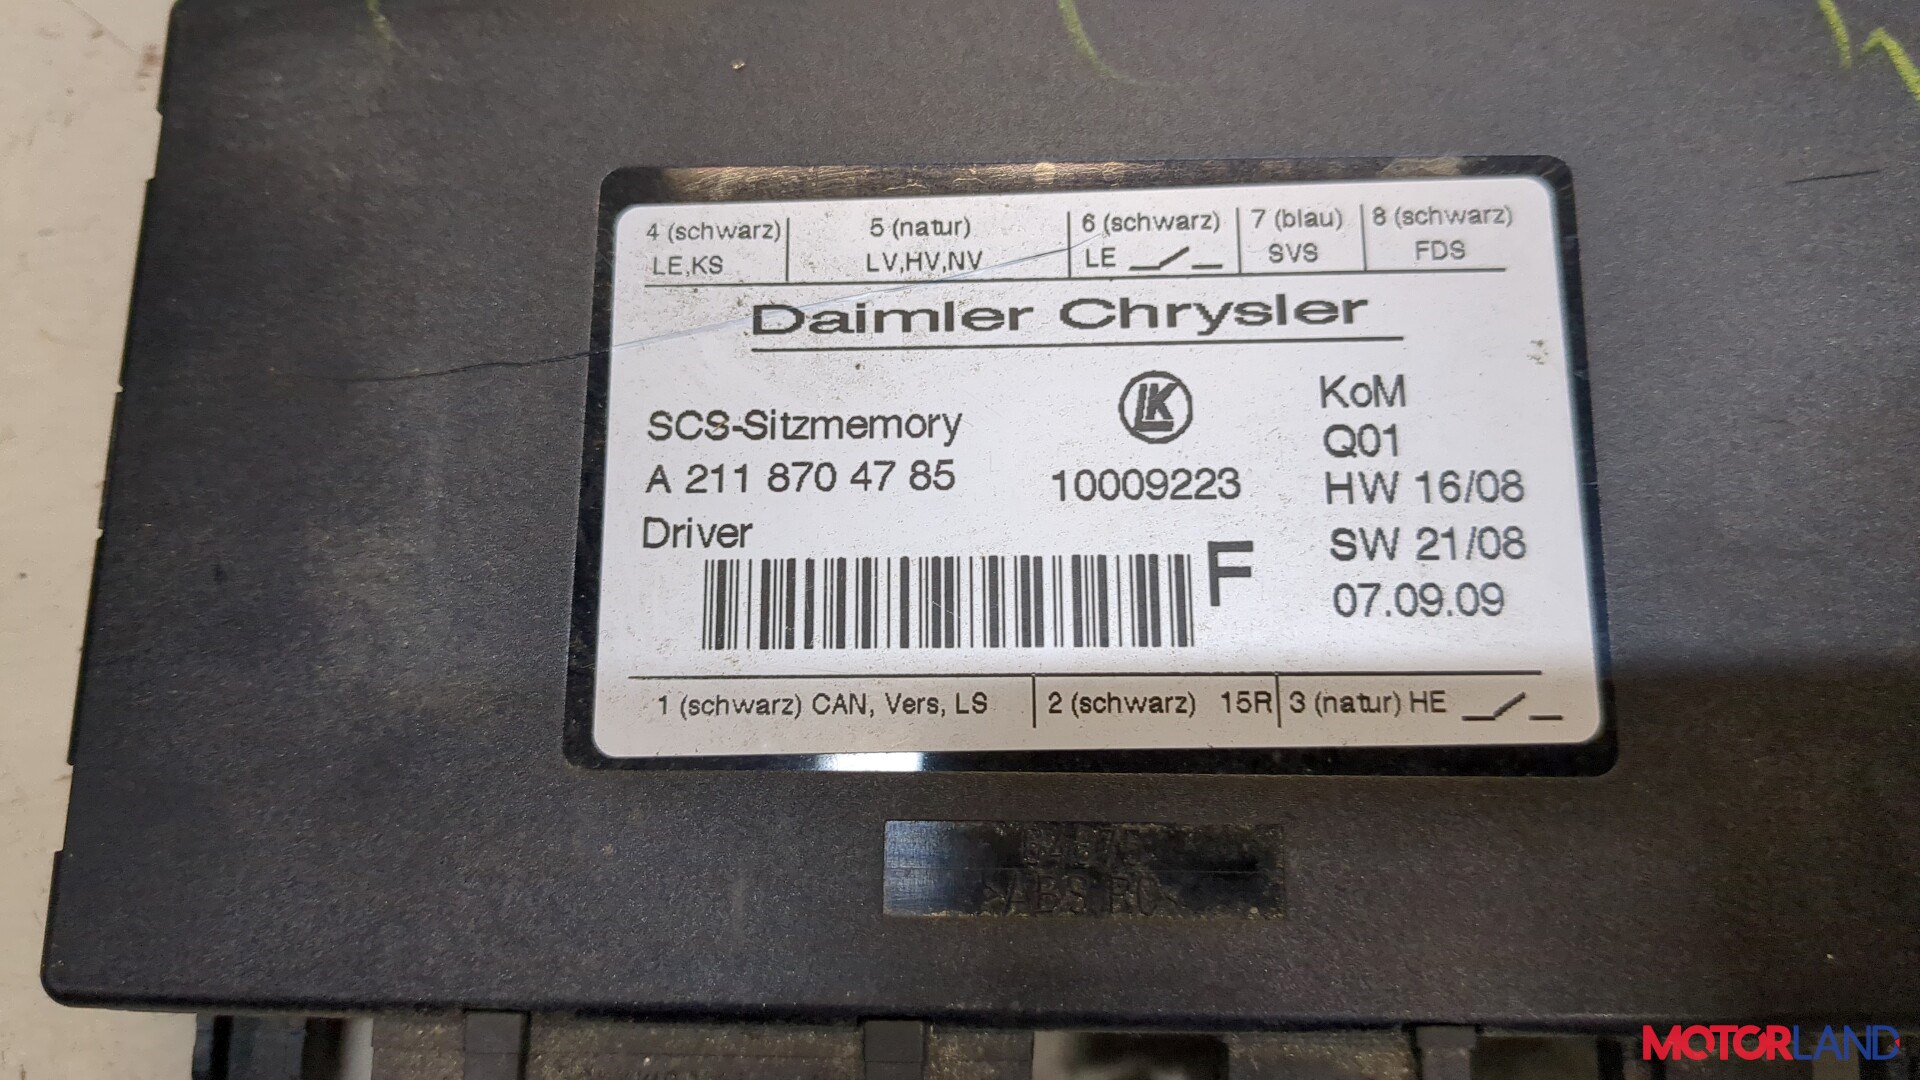 4 (schwarz) 5 (natur) 6 (schwarz) 7 (blau) 8 (schwarz)
LE,KS LV,HV,NV LE SVS FDS
Daimler Chrysler
SCS-Sitzmemory LK KoM
Q01
A 211 870 47 85 10009223 HW 16/08
Driver SW 21/08
F 07.09.09
1 (schwarz) CAN, Vers, LS 2 (schwarz) 15R 3 (natur) HE
MOTORLAND